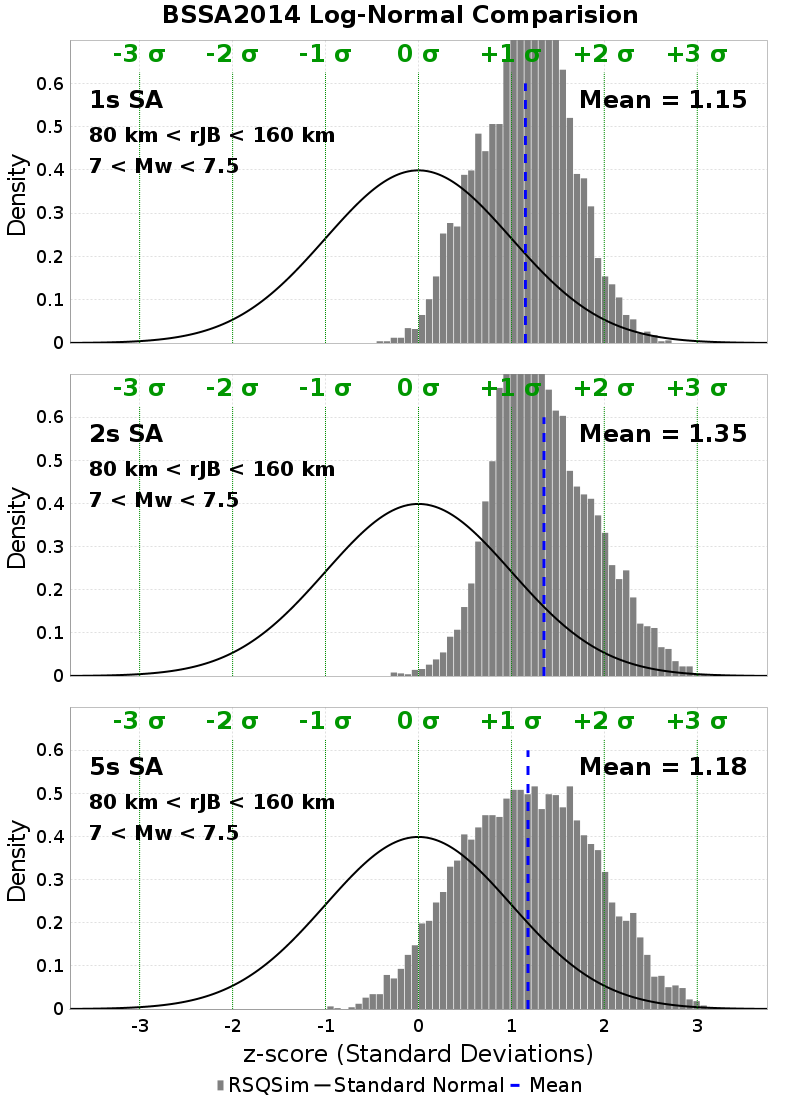 BSSA2014 Log-Normal Comparision
-3 σ -2 σ -1 σ 0 σ +1 σ +2 σ +3 σ
1s SA Mean = 1.15
80 km < rJB < 160 km
7 < Mw < 7.5
0.6
0.5
0.4
0.3
0.2
0.1
0
Density
-3 σ -2 σ -1 σ 0 σ +1 σ +2 σ +3 σ
2s SA Mean = 1.35
80 km < rJB < 160 km
7 < Mw < 7.5
0.6
0.5
0.4
0.3
0.2
0.1
0
Density
-3 σ -2 σ -1 σ 0 σ +1 σ +2 σ +3 σ
5s SA Mean = 1.18
80 km < rJB < 160 km
7 < Mw < 7.5
0.6
0.5
0.4
0.3
0.2
0.1
0
Density
-3 -2 -1 0 1 2 3
z-score (Standard Deviations)
RSQSim Standard Normal Mean